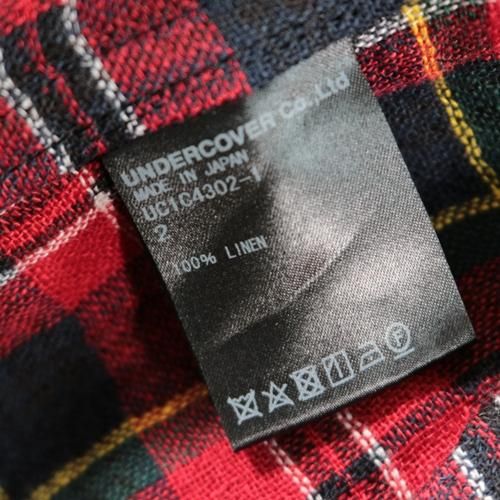 UNDERCOVER Co.,Ltd
MADE IN JAPAN
UC1C4302-1
2
100% LINEN
F